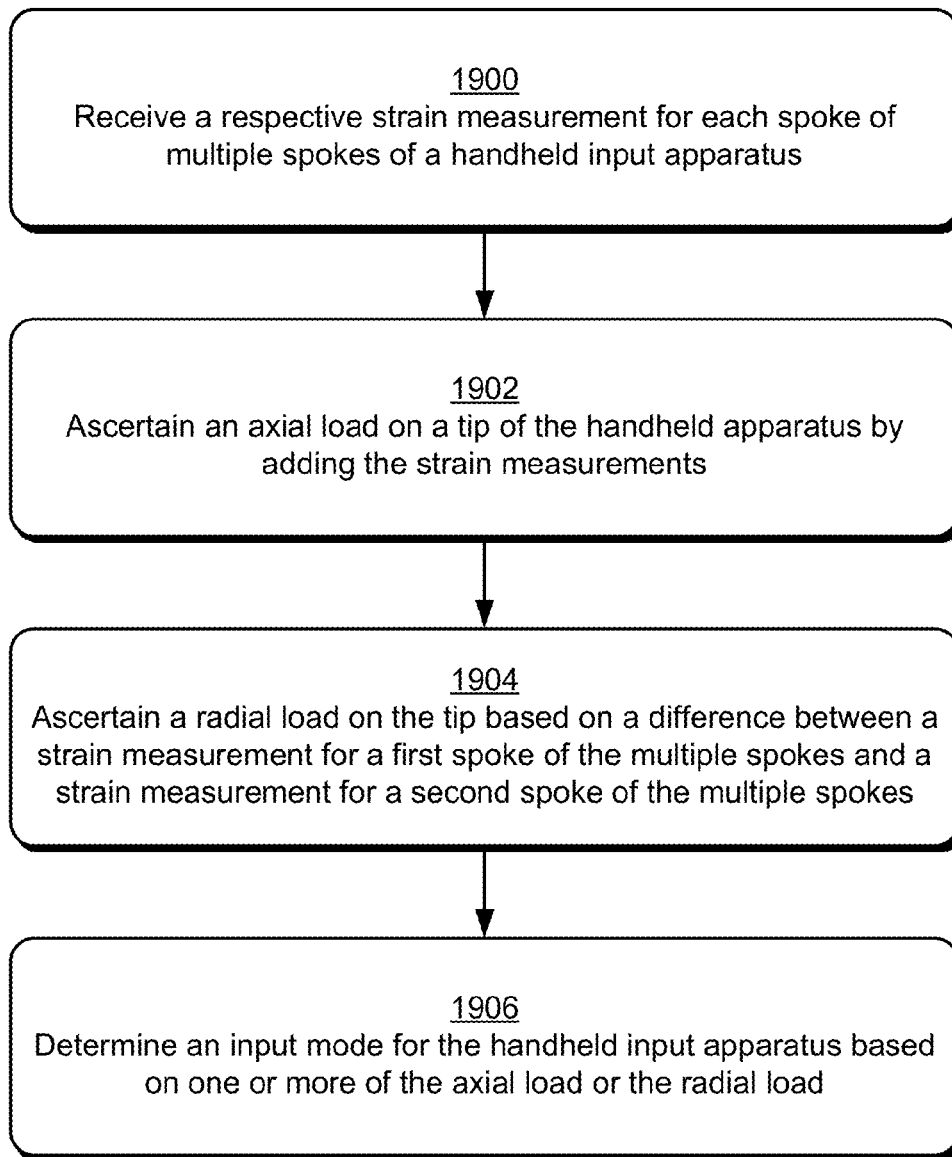 1900
Receive a respective strain measurement for each spoke of
multiple spokes of a handheld input apparatus
1902
Ascertain an axial load on a tip of the handheld apparatus by
adding the strain measurements
1904
Ascertain a radial load on the tip based on a difference between a
strain measurement for a first spoke of the multiple spokes and a
strain measurement for a second spoke of the multiple spokes
1906
Determine an input mode for the handheld input apparatus based
on one or more of the axial load or the radial load